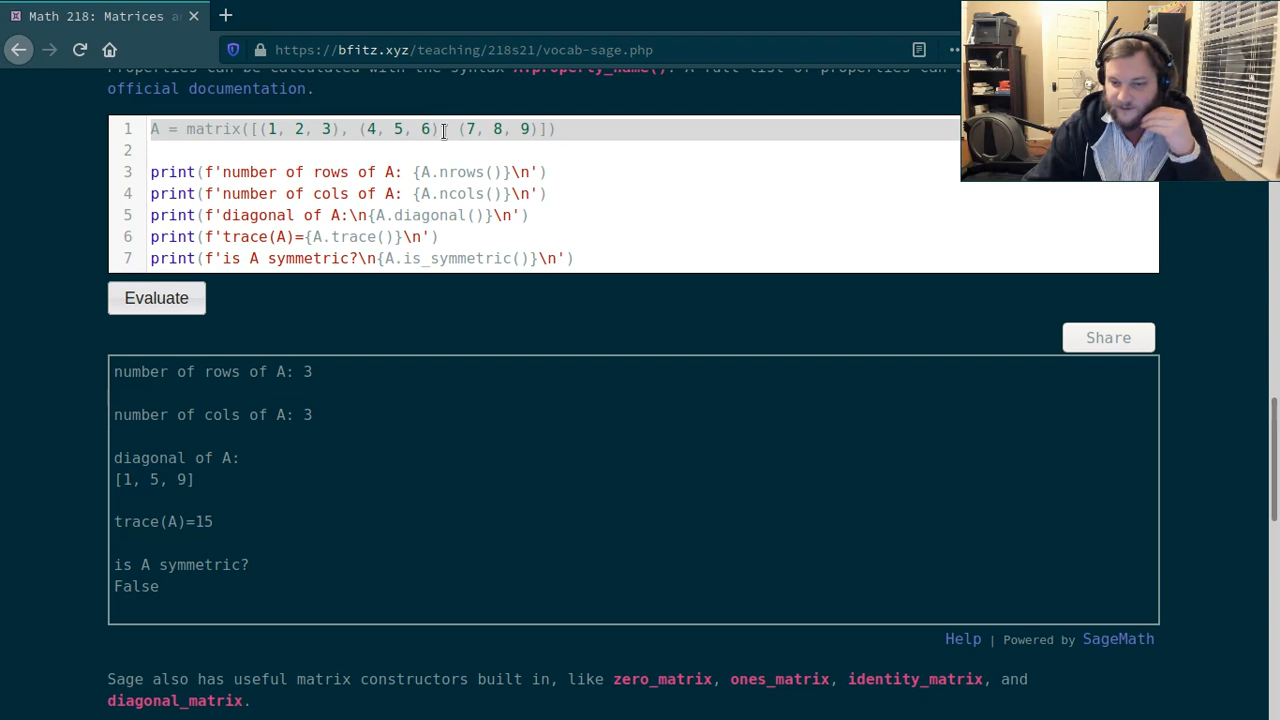 Math 218: Matrices
https://bfitz.xyz/teaching/218s21/vocab-sage.php
Properties can be calculated with the syntax A.property_name(). A full list of properties can
official documentation.
1 A = matrix([(1, 2, 3), (4, 5, 6), (7, 8, 9)])
2
3 print(f'number of rows of A: {A.nrows()}\n')
4 print(f'number of cols of A: {A.ncols()}\n')
5 print(f'diagonal of A:\n{A.diagonal()}\n')
6 print(f'trace(A)={A.trace()}\n')
7 print(f'is A symmetric?\n{A.is_symmetric()}\n')
Evaluate
Share
number of rows of A: 3
number of cols of A: 3
diagonal of A:
[1, 5, 9]
trace(A)=15
is A symmetric?
False
Help | Powered by SageMath
Sage also has useful matrix constructors built in, like zero_matrix, ones_matrix, identity_matrix, and
diagonal_matrix.